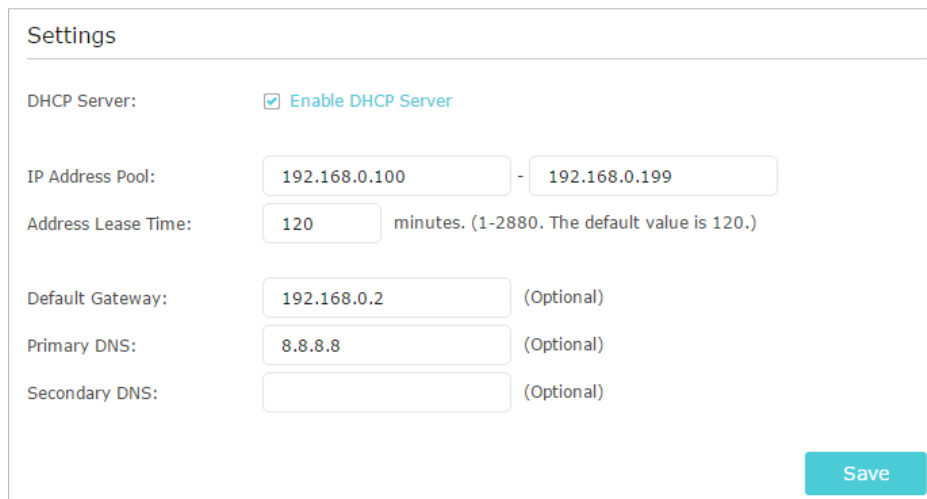 Settings
DHCP Server: Enable DHCP Server
IP Address Pool: 192.168.0.100 - 192.168.0.199
Address Lease Time: 120 minutes. (1-2880. The default value is 120.)
Default Gateway: 192.168.0.2 (Optional)
Primary DNS: 8.8.8.8 (Optional)
Secondary DNS: (Optional)
Save